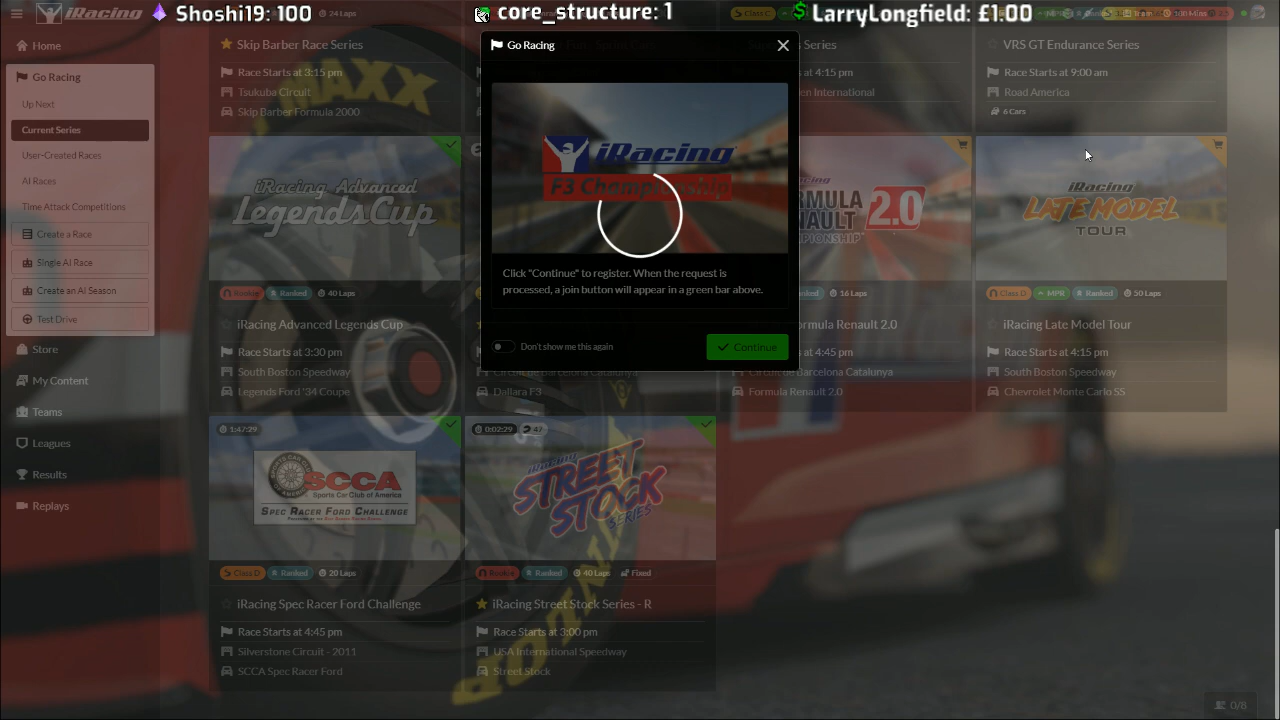 Shoshi19: 100
core_structure: 1
LarryLongfield: £1.00
iRacing
24 Laps
Class C
MPR
Team
100 Mins
Home
Go Racing
Up Next
Current Series
User-Created Races
AI Races
Time Attack Competitions
Create a Race
Single AI Race
Create an AI Season
Test Drive
Store
My Content
Teams
Leagues
Results
Replays
Skip Barber Race Series
Race Starts at 3:15 pm
Tsukuba Circuit
Skip Barber Formula 2000
Go Racing
iRacing
F3 Championship
Click "Continue" to register. When the request is
processed, a join button will appear in a green bar above.
Don't show me this again
Continue
Series
at 4:15 pm
en International
VRS GT Endurance Series
Race Starts at 9:00 am
Road America
6 Cars
iRacing Advanced
Legends Cup
Rookie
Ranked
40 Laps
iRacing Advanced Legends Cup
Race Starts at 3:30 pm
South Boston Speedway
Legends Ford '34 Coupe
Circuit de Barcelona Catalunya
Dallara F3
2.0
16 Laps
ormula Renault 2.0
at 4:45 pm
Circuit de Barcelona Catalunya
Formula Renault 2.0
iRacing
LATE MODEL
TOUR
Class D
MPR
Ranked
50 Laps
iRacing Late Model Tour
Race Starts at 4:15 pm
South Boston Speedway
Chevrolet Monte Carlo SS
1:47:29
SCCA
Sports Car Club of America
SPEC RACER FORD CHALLENGE
Class D
Ranked
20 Laps
iRacing Spec Racer Ford Challenge
Race Starts at 4:45 pm
Silverstone Circuit - 2011
SCCA Spec Racer Ford
0:02:29
47
iRacing
STREET
STOCK
SERIES
Rookie
Ranked
40 Laps
Fixed
iRacing Street Stock Series - R
Race Starts at 3:00 pm
USA International Speedway
Street Stock
0/8